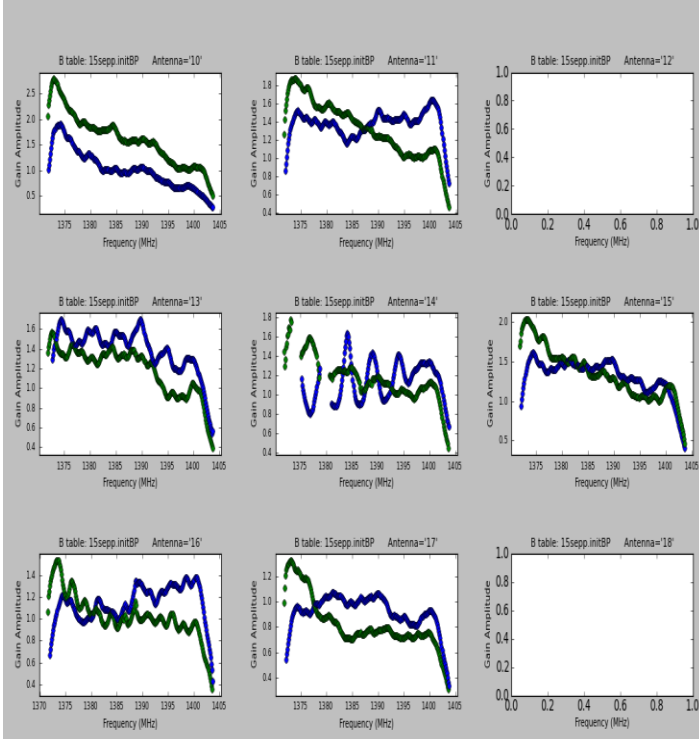 B table: 15sepp.initBP Antenna='10'
B table: 15sepp.initBP Antenna='11'
B table: 15sepp.initBP Antenna='12'
Gain Amplitude
2.5
2.0
1.5
1.0
0.5
1375 1380 1385 1390 1395 1400 1405
Frequency (MHz)
Gain Amplitude
1.8
1.6
1.4
1.2
1.0
0.8
0.6
0.4
1375 1380 1385 1390 1395 1400 1405
Frequency (MHz)
Gain Amplitude
1.0
0.8
0.6
0.4
0.2
0.0
0.0 0.2 0.4 0.6 0.8 1.0
Frequency (MHz)
B table: 15sepp.initBP Antenna='13'
B table: 15sepp.initBP Antenna='14'
B table: 15sepp.initBP Antenna='15'
Gain Amplitude
1.6
1.4
1.2
1.0
0.8
0.6
0.4
1375 1380 1385 1390 1395 1400 1405
Frequency (MHz)
Gain Amplitude
1.8
1.6
1.4
1.2
1.0
0.8
0.6
0.4
1375 1380 1385 1390 1395 1400 1405
Frequency (MHz)
Gain Amplitude
2.0
1.5
1.0
0.5
1375 1380 1385 1390 1395 1400 1405
Frequency (MHz)
B table: 15sepp.initBP Antenna='16'
B table: 15sepp.initBP Antenna='17'
B table: 15sepp.initBP Antenna='18'
Gain Amplitude
1.4
1.2
1.0
0.8
0.6
0.4
1370 1375 1380 1385 1390 1395 1400 1405
Frequency (MHz)
Gain Amplitude
1.2
1.0
0.8
0.6
0.4
1375 1380 1385 1390 1395 1400 1405
Frequency (MHz)
Gain Amplitude
1.0
0.8
0.6
0.4
0.2
0.0
0.0 0.2 0.4 0.6 0.8 1.0
Frequency (MHz)